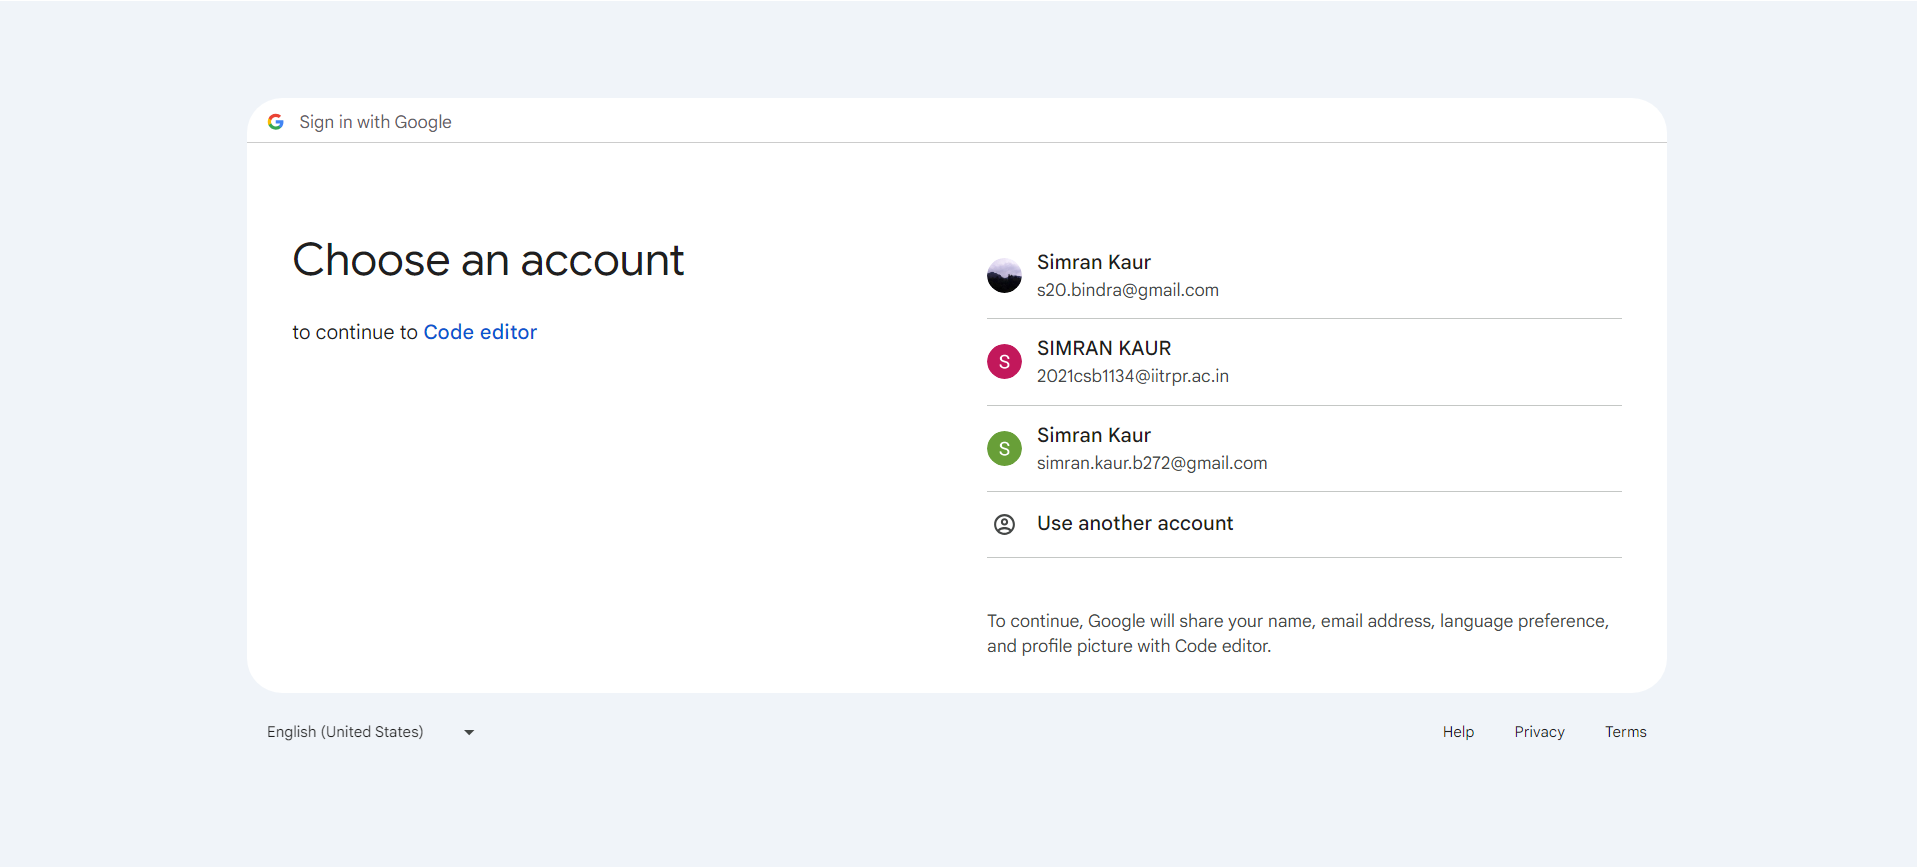 Sign in with Google
Choose an account
to continue to Code editor
Simran Kaur
s20.bindra@gmail.com
S
SIMRAN KAUR
2021csb1134@iitrpr.ac.in
S
Simran Kaur
simran.kaur.b272@gmail.com
Use another account
To continue, Google will share your name, email address, language preference,
and profile picture with Code editor.
English (United States)
Help Privacy Terms